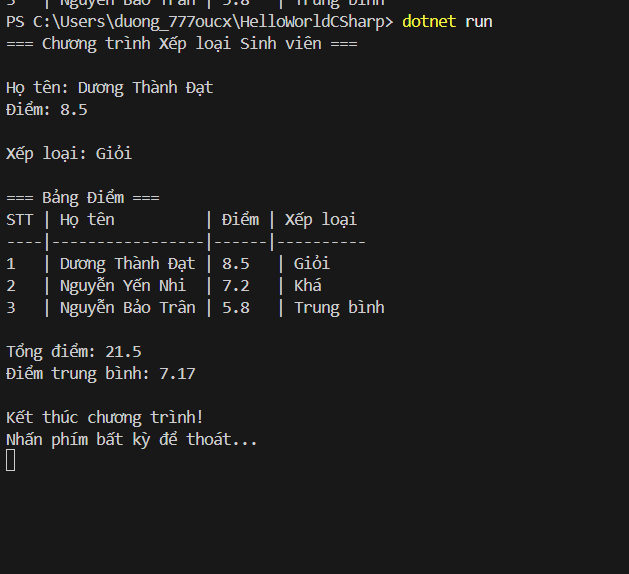 3   | Nguyễn Bảo Trân | 5.8   | Trung bình
PS C:\Users\duong_777oucx\HelloWorldCSharp> dotnet run
=== Chương trình Xếp loại Sinh viên ===
Họ tên: Dương Thành Đạt
Điểm: 8.5
Xếp loại: Giỏi
=== Bảng Điểm ===
STT | Họ tên          | Điểm | Xếp loại
----|-----------------|------|----------
1   | Dương Thành Đạt | 8.5   | Giỏi
2   | Nguyễn Yến Nhi  | 7.2   | Khá
3   | Nguyễn Bảo Trân | 5.8   | Trung bình
Tổng điểm: 21.5
Điểm trung bình: 7.17
Kết thúc chương trình!
Nhấn phím bất kỳ để thoát...